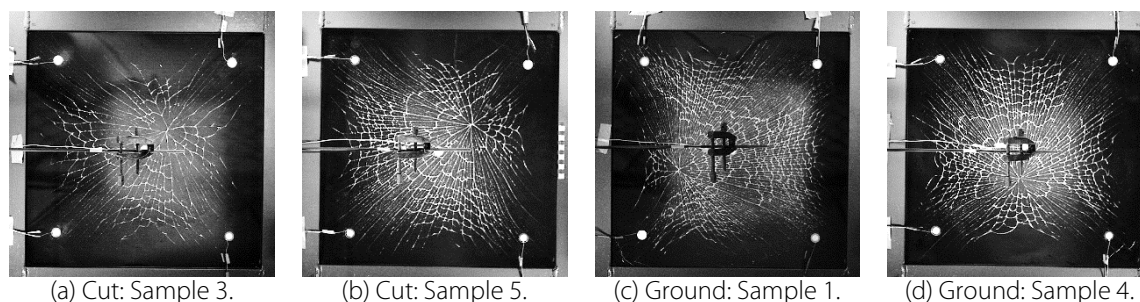 (a) Cut: Sample 3.
(b) Cut: Sample 5.
(c) Ground: Sample 1.
(d) Ground: Sample 4.